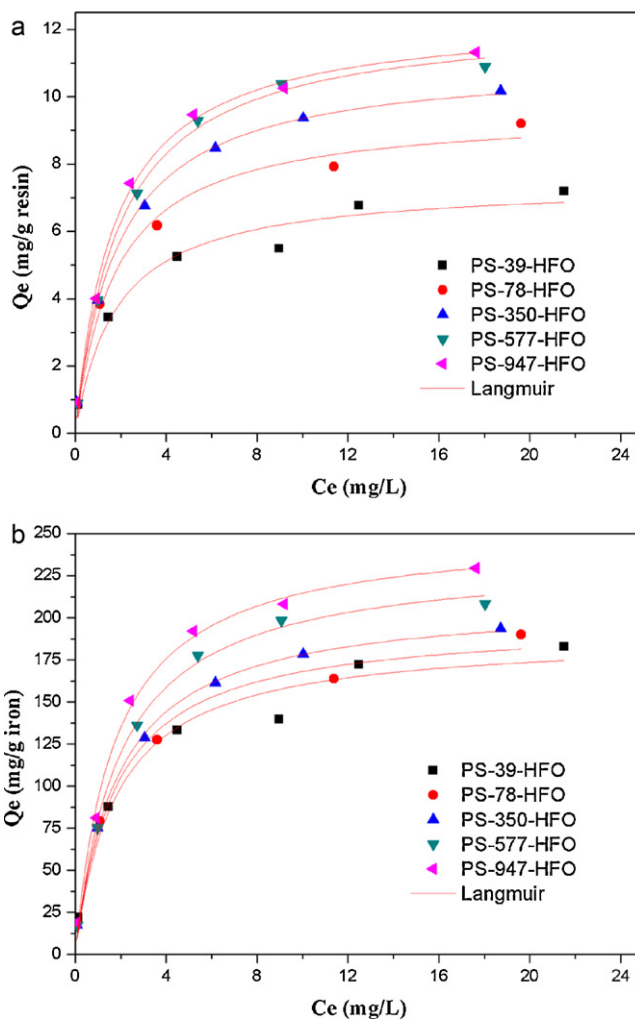 a
12
10
8
6
4
2
0
Qe (mg/g resin)
PS-39-HFO
PS-78-HFO
PS-350-HFO
PS-577-HFO
PS-947-HFO
Langmuir
0 4 8 12 16 20 24
Ce (mg/L)
b
250
225
200
175
150
125
100
75
50
25
0
Qe (mg/g iron)
PS-39-HFO
PS-78-HFO
PS-350-HFO
PS-577-HFO
PS-947-HFO
Langmuir
0 4 8 12 16 20 24
Ce (mg/L)